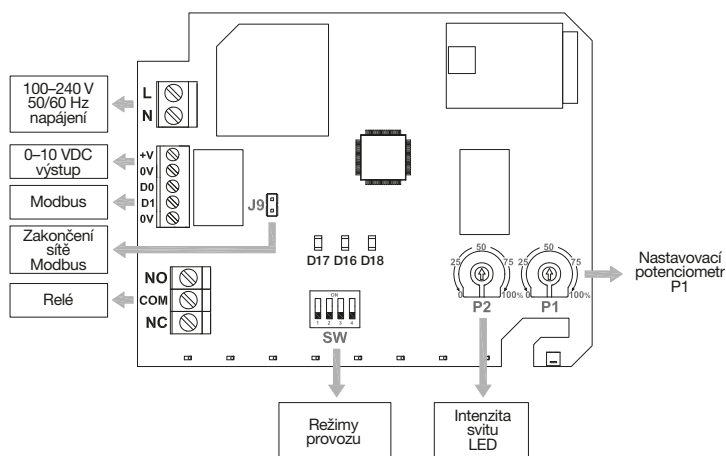 100–240 V
50/60 Hz
napájení
L
N
0–10 VDC
výstup
+V
0V
D0
D1
0V
Modbus
J9
Zakončení
sítě
Modbus
D17 D16 D18
NO
COM
NC
Relé
ON
1 2 3 4
SW
0 25 50 75 100%
P2
0 25 50 75 100%
P1
Nastavovací
potenciometr
P1
Režimy
provozu
Intenzita
svitu
LED